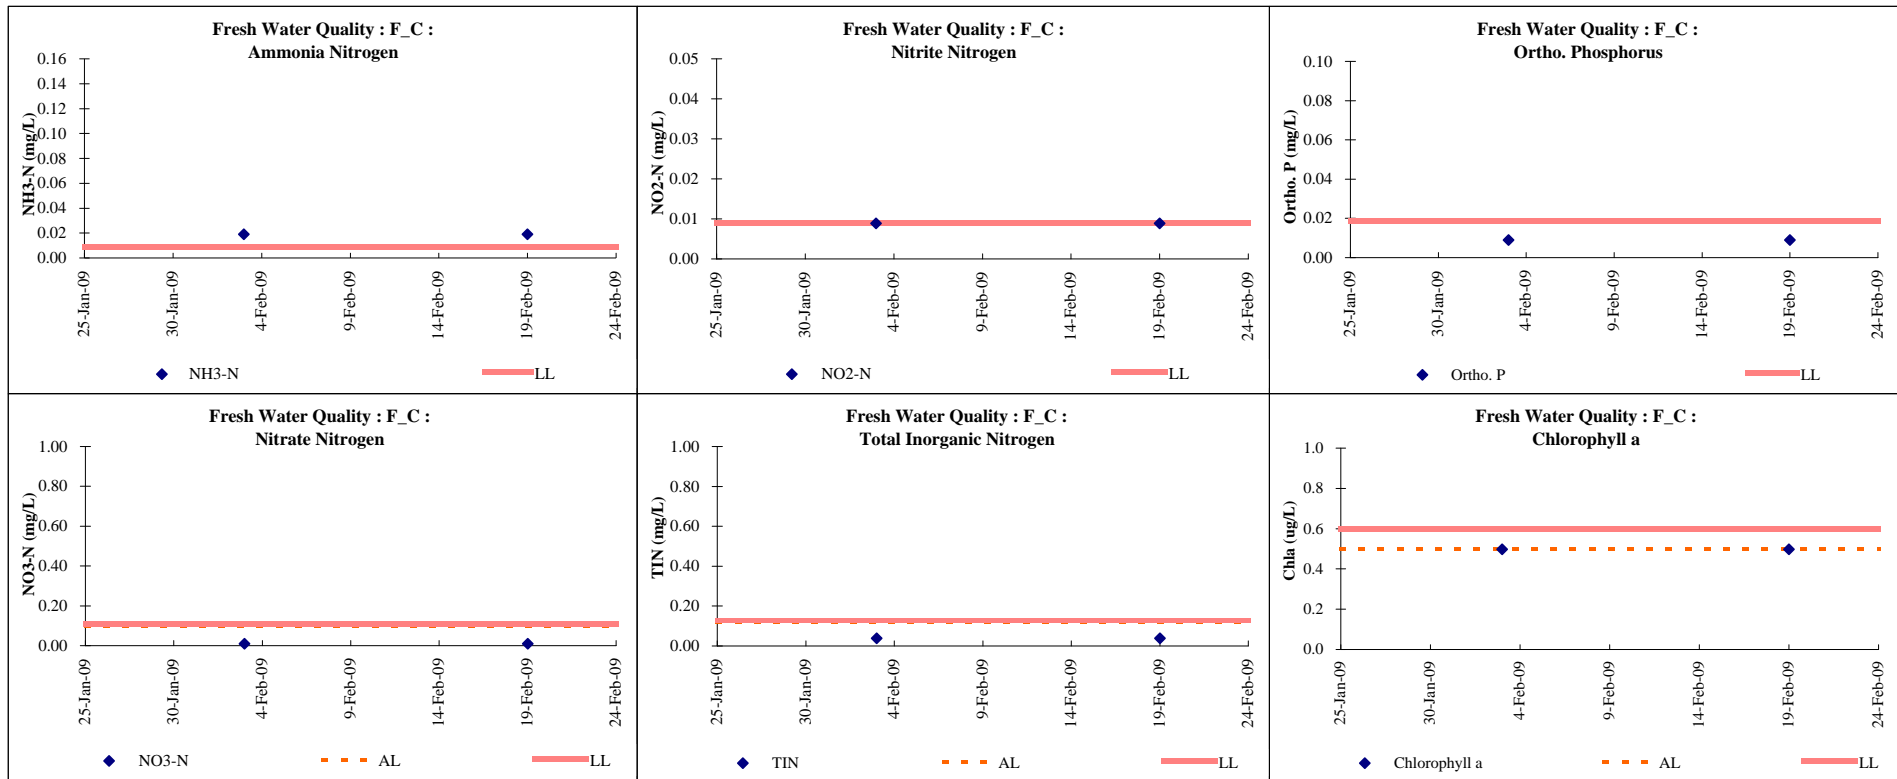 Fresh Water Quality : F_C :
Ammonia Nitrogen
NH3-N (mg/L)
0.16
0.14
0.12
0.10
0.08
0.06
0.04
0.02
0.00
25-Jan-09
30-Jan-09
4-Feb-09
9-Feb-09
14-Feb-09
19-Feb-09
24-Feb-09
NH3-N
LL
Fresh Water Quality : F_C :
Nitrite Nitrogen
NO2-N (mg/L)
0.05
0.04
0.03
0.02
0.01
0.00
25-Jan-09
30-Jan-09
4-Feb-09
9-Feb-09
14-Feb-09
19-Feb-09
24-Feb-09
NO2-N
LL
Fresh Water Quality : F_C :
Ortho. Phosphorus
Ortho. P (mg/L)
0.10
0.08
0.06
0.04
0.02
0.00
25-Jan-09
30-Jan-09
4-Feb-09
9-Feb-09
14-Feb-09
19-Feb-09
24-Feb-09
Ortho. P
LL
Fresh Water Quality : F_C :
Nitrate Nitrogen
NO3-N (mg/L)
1.00
0.80
0.60
0.40
0.20
0.00
25-Jan-09
30-Jan-09
4-Feb-09
9-Feb-09
14-Feb-09
19-Feb-09
24-Feb-09
NO3-N
AL
LL
Fresh Water Quality : F_C :
Total Inorganic Nitrogen
TIN (mg/L)
1.00
0.80
0.60
0.40
0.20
0.00
25-Jan-09
30-Jan-09
4-Feb-09
9-Feb-09
14-Feb-09
19-Feb-09
24-Feb-09
TIN
AL
LL
Fresh Water Quality : F_C :
Chlorophyll a
Chla (ug/L)
1.0
0.8
0.6
0.4
0.2
0.0
25-Jan-09
30-Jan-09
4-Feb-09
9-Feb-09
14-Feb-09
19-Feb-09
24-Feb-09
Chlorophyll a
AL
LL